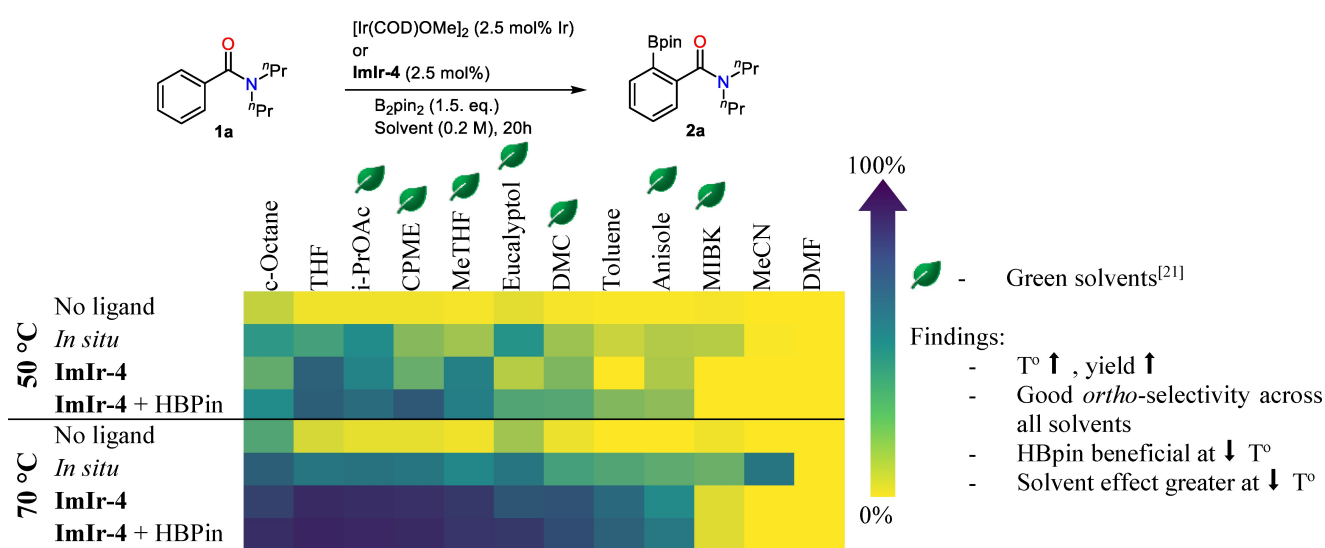 [Ir(COD)OMe]2 (2.5 mol% Ir)
or
ImIr-4 (2.5 mol%)
B2pin2 (1.5. eq.)
Solvent (0.2 M), 20h
O
N
nPr
nPr
1a
Bpin
O
N
nPr
nPr
2a
c-Octane
THF
i-PrOAc
CPME
MeTHF
Eucalyptol
DMC
Toluene
Anisole
MIBK
MeCN
DMF
50 °C
No ligand
In situ
ImIr-4
ImIr-4 + HBPin
70 °C
No ligand
In situ
ImIr-4
ImIr-4 + HBPin
100%
0%
- Green solvents[21]
Findings:
- To ⬆ , yield ⬆
- Good ortho-selectivity across
all solvents
- HBpin beneficial at ⬇ To
- Solvent effect greater at ⬇ To